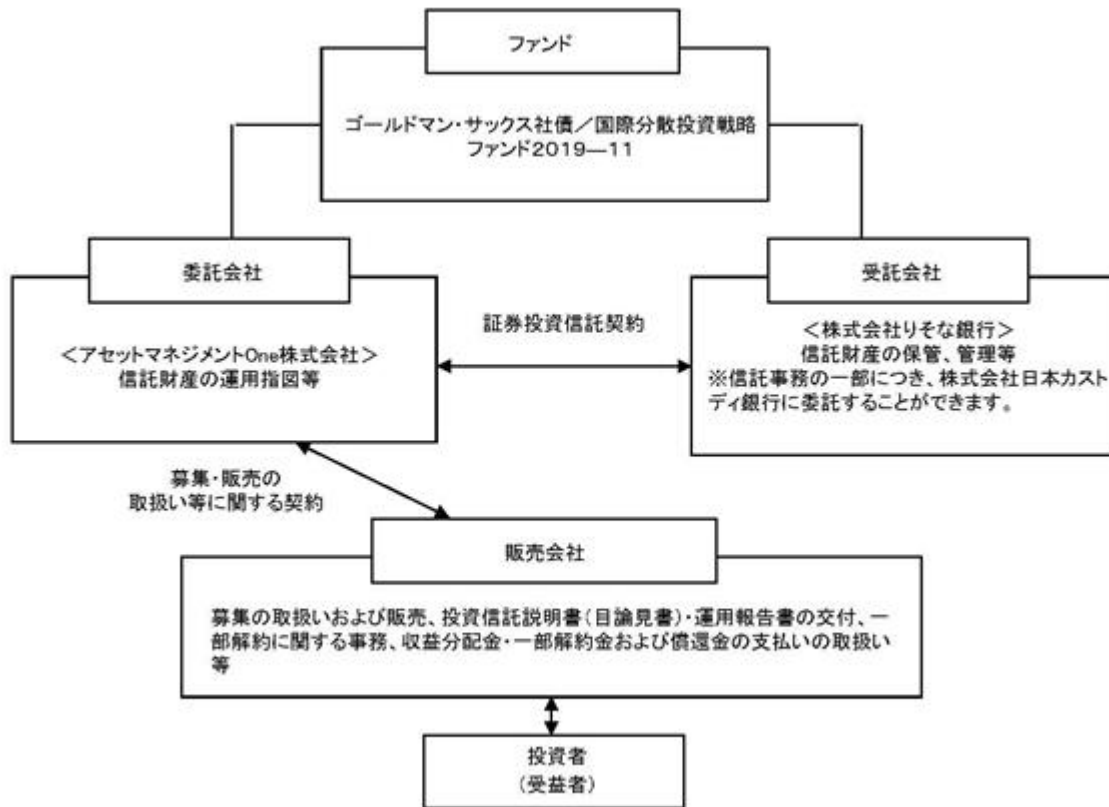 ファンド
ゴールドマン・サックス社債／国際分散投資戦略
ファンド2019―11
委託会社
＜アセットマネジメントOne株式会社＞
信託財産の運用指図等
証券投資信託契約
受託会社
＜株式会社りそな銀行＞
信託財産の保管、管理等
※信託事務の一部につき、株式会社日本カスト
ディ銀行に委託することができます。
募集・販売の
取扱い等に関する契約
販売会社
募集の取扱いおよび販売、投資信託説明書（目論見書）・運用報告書の交付、一
部解約に関する事務、収益分配金・一部解約金および償還金の支払いの取扱い
等
投資者
（受益者）